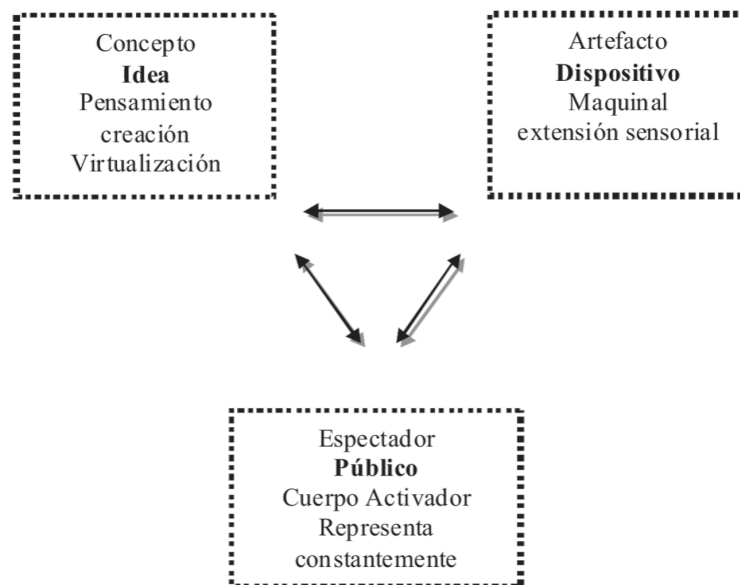 Concepto
Idea
Pensamiento
creación
Virtualización
Artefacto
Dispositivo
Maquinal
extensión sensorial
Espectador
Público
Cuerpo Activador
Representa
constantemente